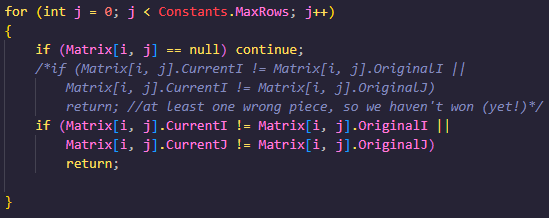 for (int j = 0; j < Constants.MaxRows; j++)
{
if (Matrix[i, j] == null) continue;
/*if (Matrix[i, j].CurrentI != Matrix[i, j].OriginalI ||
Matrix[i, j].CurrentI != Matrix[i, j].OriginalJ)
return; //at least one wrong piece, so we haven't won (yet!)*/
if (Matrix[i, j].CurrentI != Matrix[i, j].OriginalI ||
Matrix[i, j].CurrentJ != Matrix[i, j].OriginalJ)
return;
}